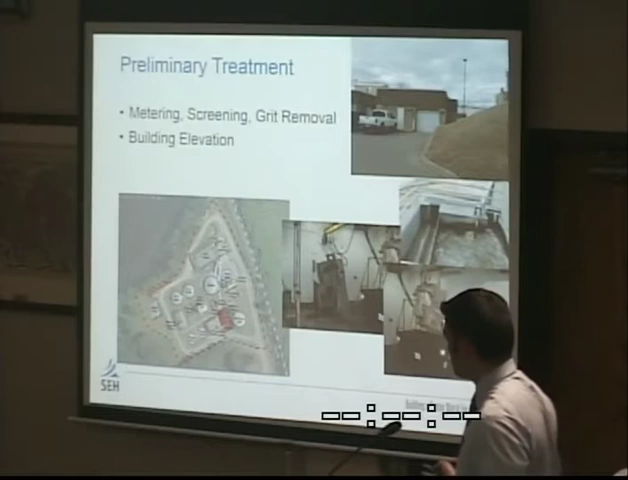 Preliminary Treatment
• Metering, Screening, Grit Removal
• Building Elevation
SEH
--:--:--